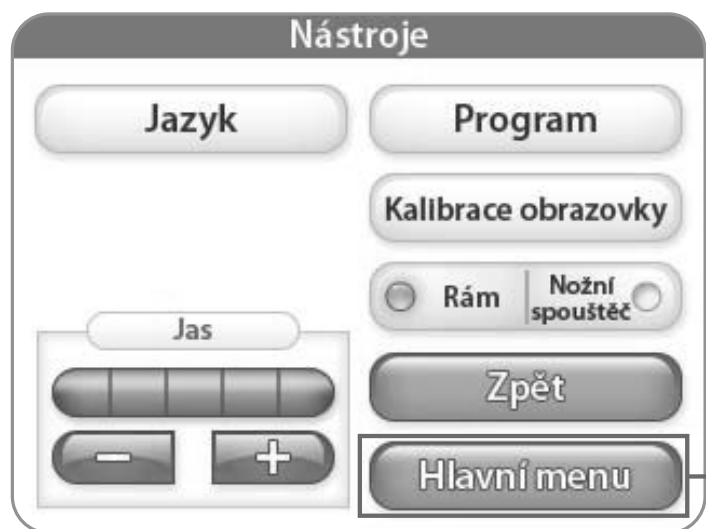 Nástroje
Jazyk
Program
Kalibrace obrazovky
Rám
Nožní
spouštěč
Jas
Zpět
− +
Hlavní menu